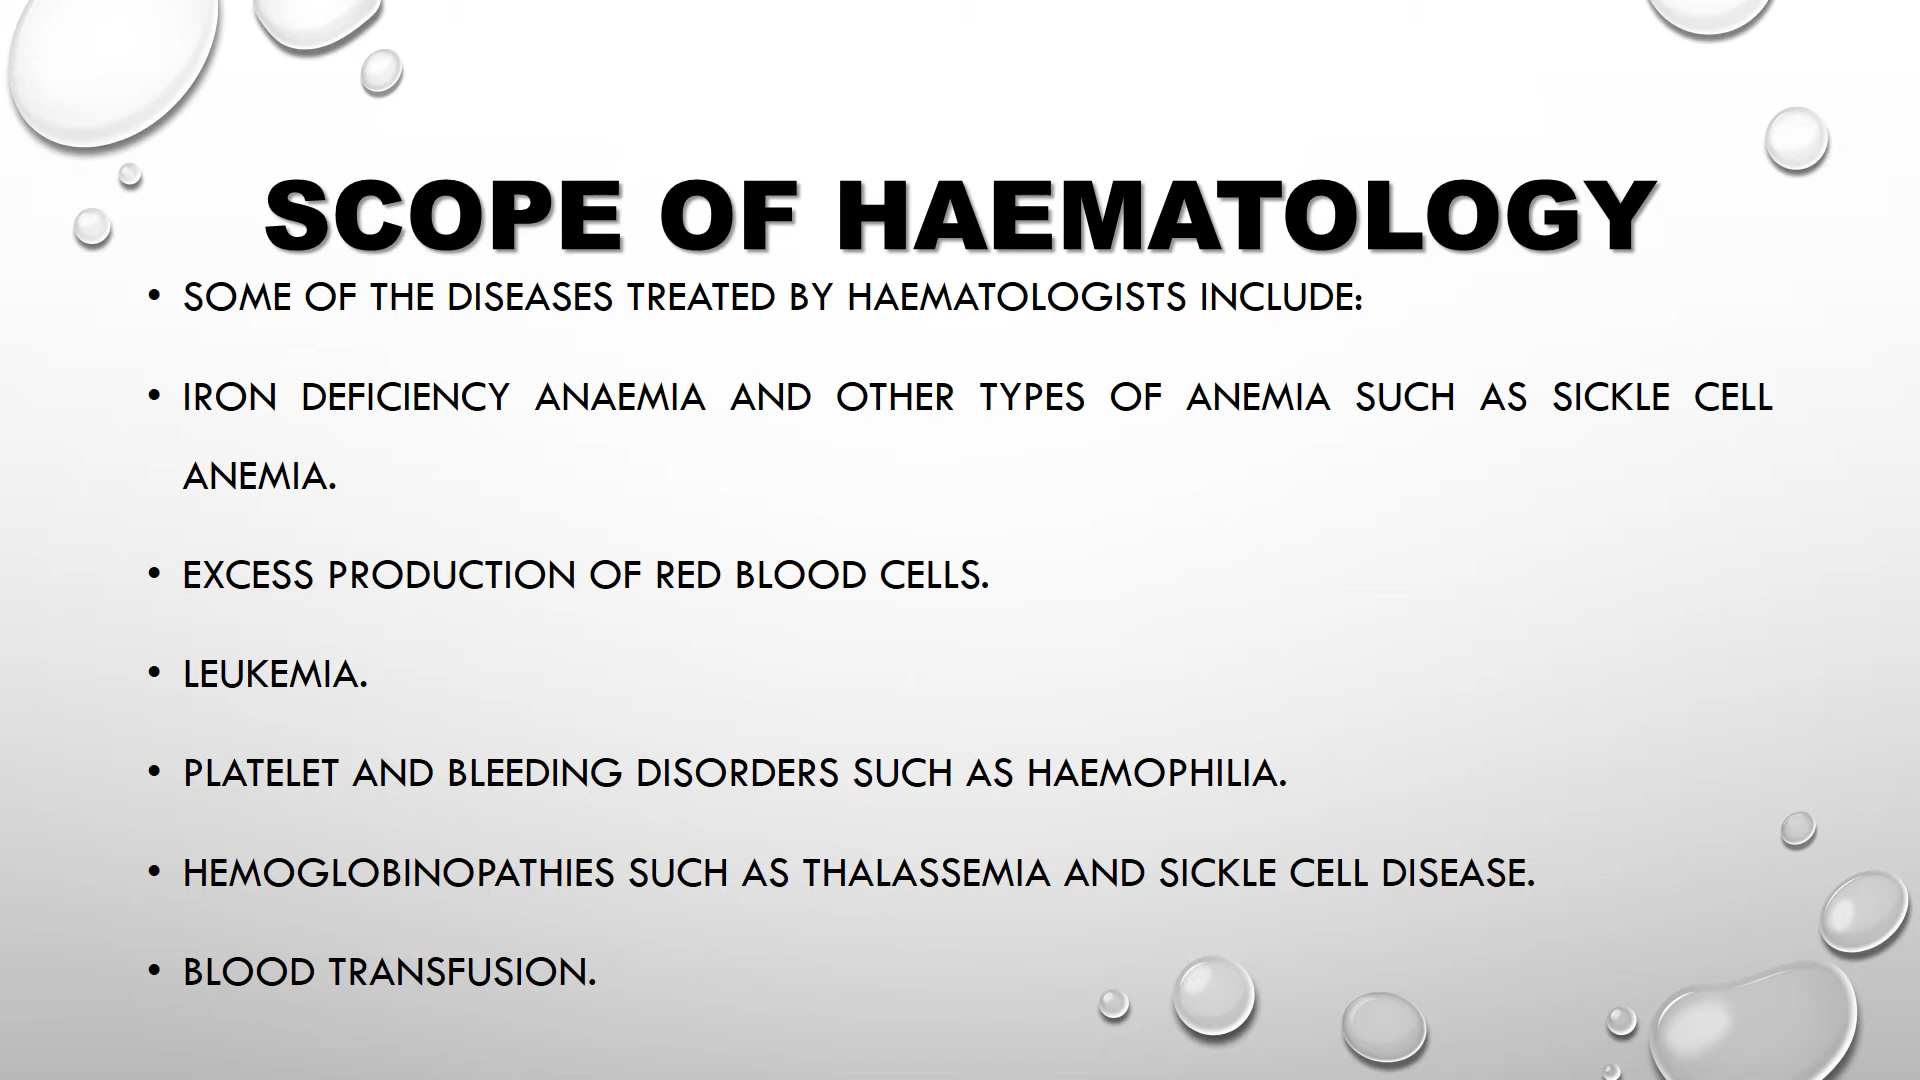 SCOPE OF HAEMATOLOGY
• SOME OF THE DISEASES TREATED BY HAEMATOLOGISTS INCLUDE:
• IRON DEFICIENCY ANAEMIA AND OTHER TYPES OF ANEMIA SUCH AS SICKLE CELL
ANEMIA.
• EXCESS PRODUCTION OF RED BLOOD CELLS.
• LEUKEMIA.
• PLATELET AND BLEEDING DISORDERS SUCH AS HAEMOPHILIA.
• HEMOGLOBINOPATHIES SUCH AS THALASSEMIA AND SICKLE CELL DISEASE.
• BLOOD TRANSFUSION.